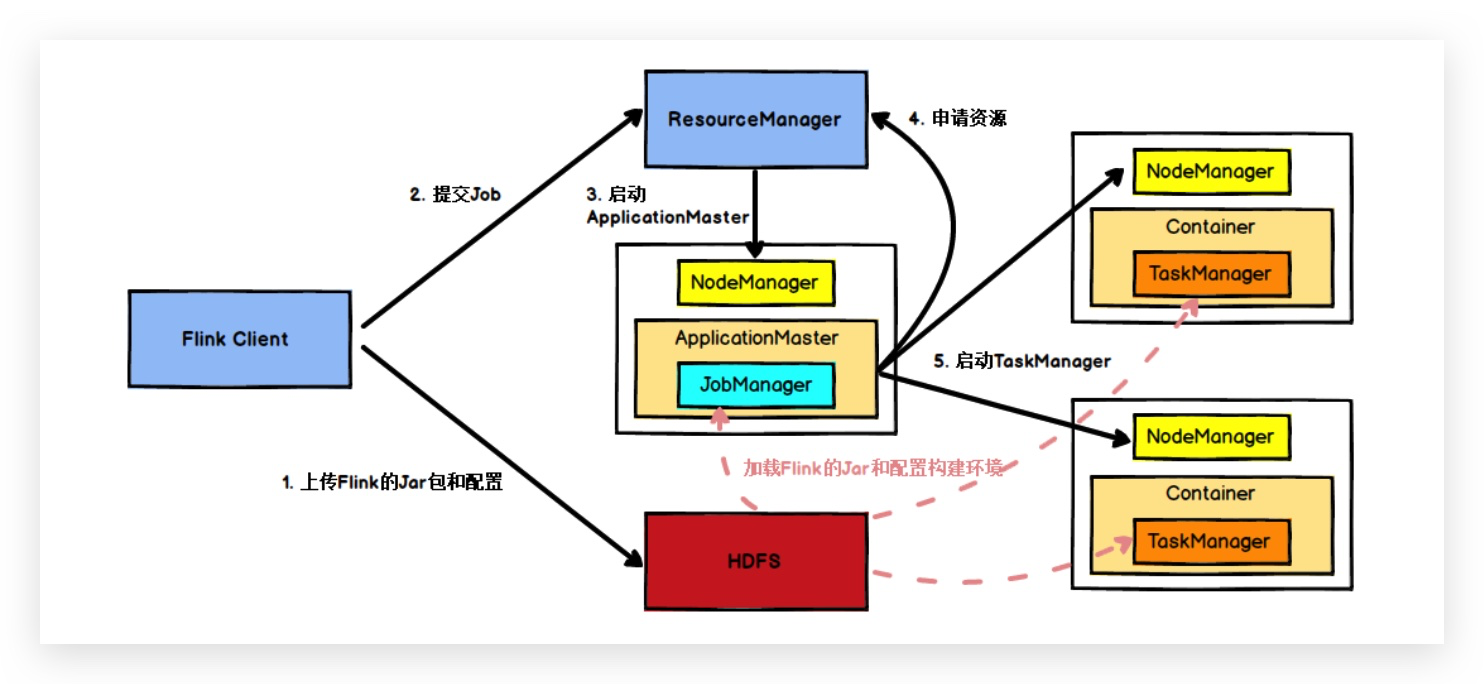 ResourceManager
4. 申请资源
NodeManager
2. 提交Job
3. 启动
ApplicationMaster
Container
TaskManager
NodeManager
Flink Client
ApplicationMaster
JobManager
5. 启动TaskManager
NodeManager
加载Flink的Jar和配置构建环境
1. 上传Flink的Jar包和配置
Container
HDFS
TaskManager